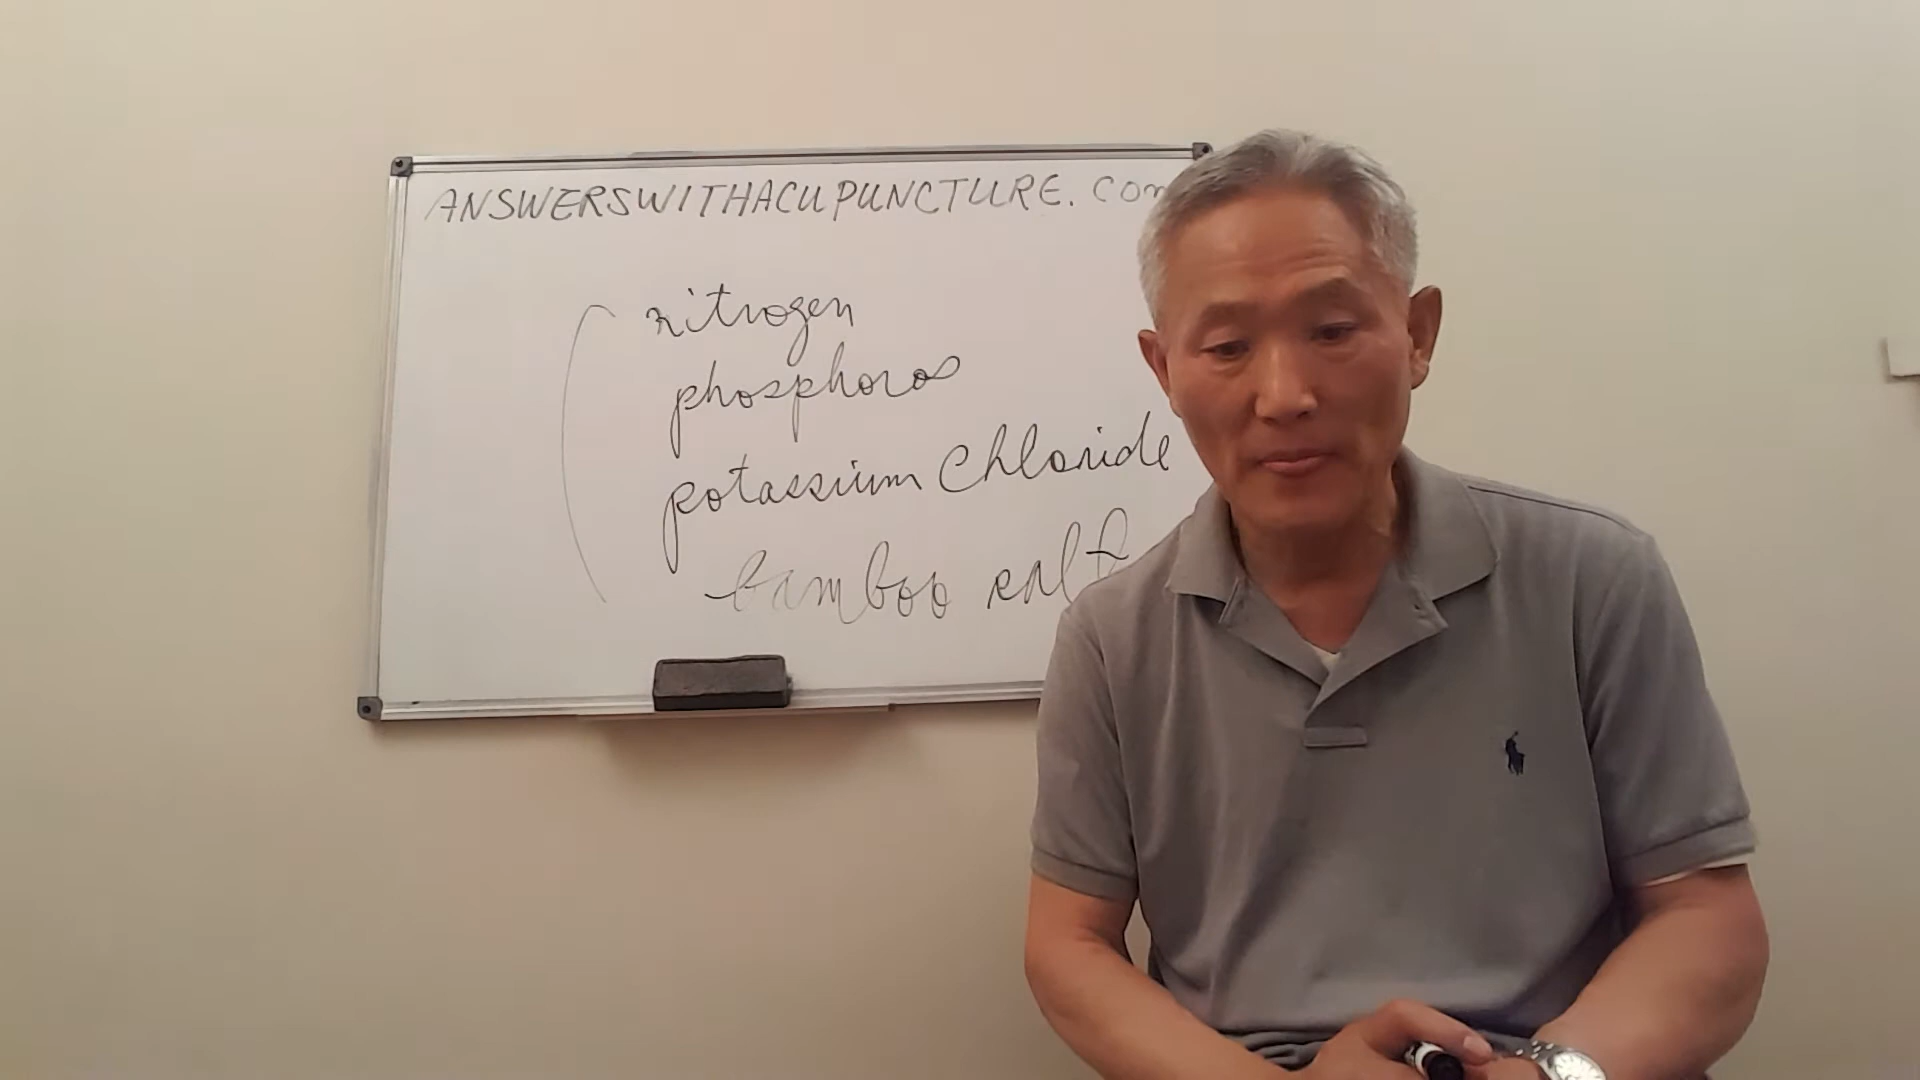 ANSWERSWITHACUPUNCTURE. COM
nitrogen
phosphoros
potassium chloride
bamboo salt